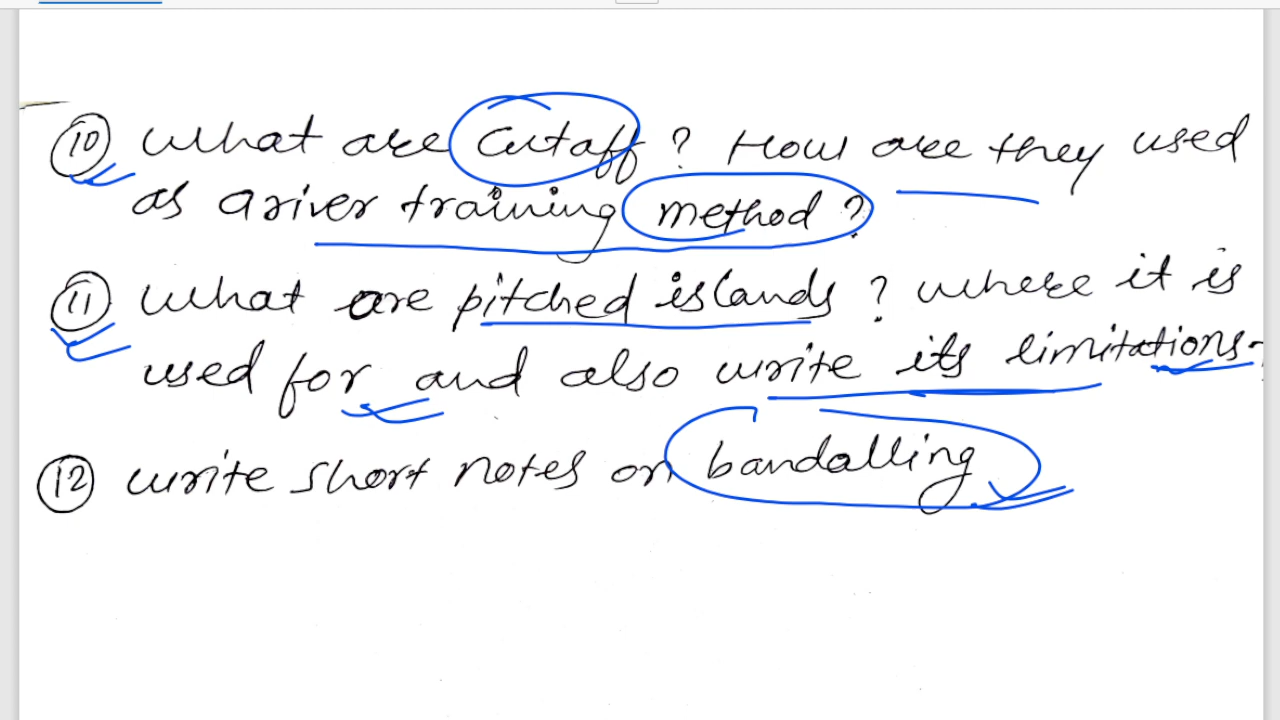 ⑩ What are cutoff ? How are they used
as a river training method ?
⑪ What are pitched islands ? where it is
used for and also write its limitations.
⑫ write short notes on bandalling